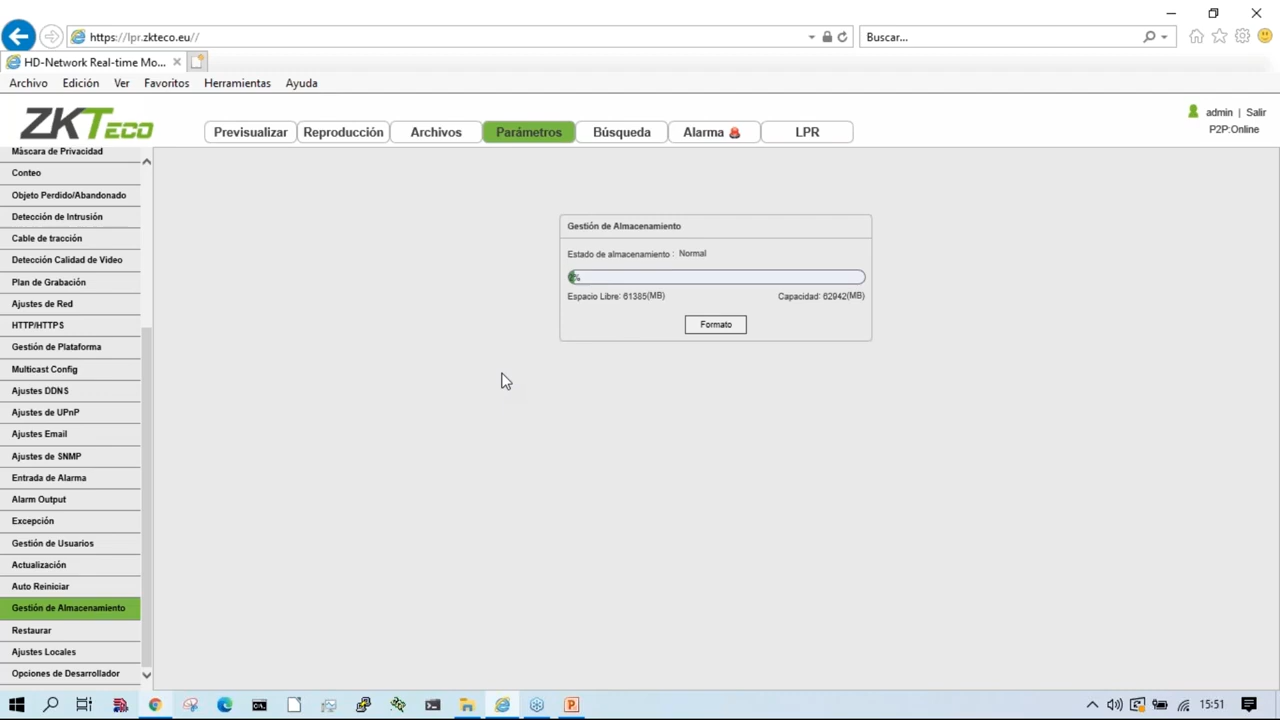 https://lpr.zkteco.eu//
Buscar...
HD-Network Real-time Mo...
Archivo Edición Ver Favoritos Herramientas Ayuda
ZKTeco
Previsualizar Reproducción Archivos Parámetros Búsqueda Alarma LPR
admin | Salir
P2P:Online
Máscara de Privacidad
Conteo
Objeto Perdido/Abandonado
Detección de Intrusión
Cable de tracción
Detección Calidad de Video
Plan de Grabación
Ajustes de Red
HTTP/HTTPS
Gestión de Plataforma
Multicast Config
Ajustes DDNS
Ajustes de UPnP
Ajustes Email
Ajustes de SNMP
Entrada de Alarma
Alarm Output
Excepción
Gestión de Usuarios
Actualización
Auto Reiniciar
Gestión de Almacenamiento
Restaurar
Ajustes Locales
Opciones de Desarrollador
Gestión de Almacenamiento
Estado de almacenamiento : Normal
Espacio Libre: 61385(MB) Capacidad: 62942(MB)
Formato
15:51